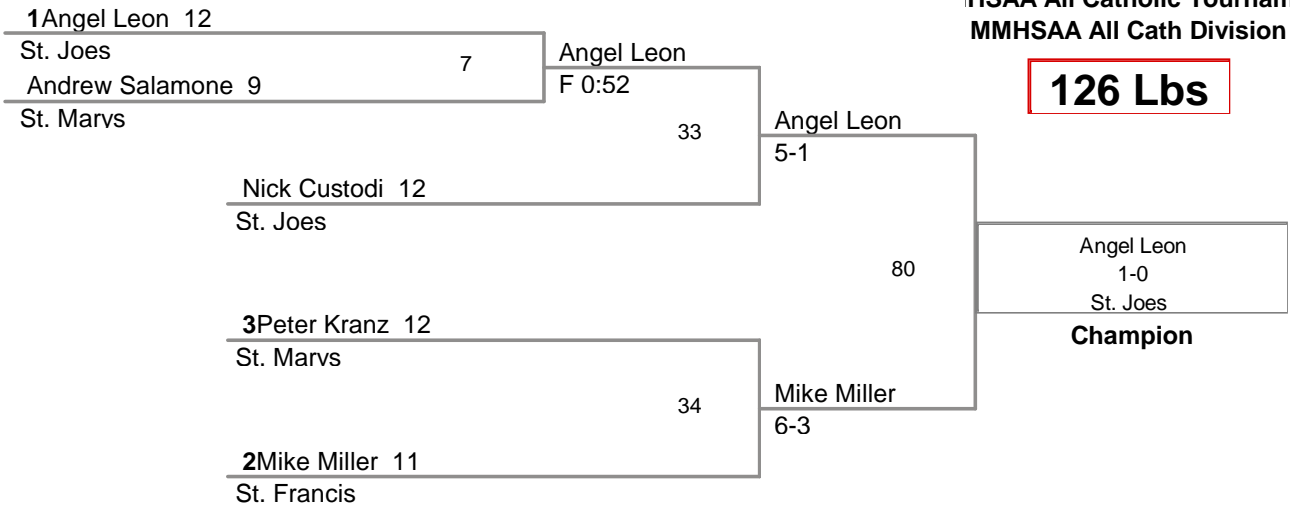 HSAA All Catholic Tournam
MMHSAA All Cath Division
126 Lbs
1Angel Leon 12
St. Joes
Andrew Salamone 9
St. Marys
7
Angel Leon
F 0:52
Nick Custodi 12
St. Joes
33
Angel Leon
5-1
3Peter Kranz 12
St. Marys
2Mike Miller 11
St. Francis
34
Mike Miller
6-3
80
Angel Leon
1-0
St. Joes
Champion